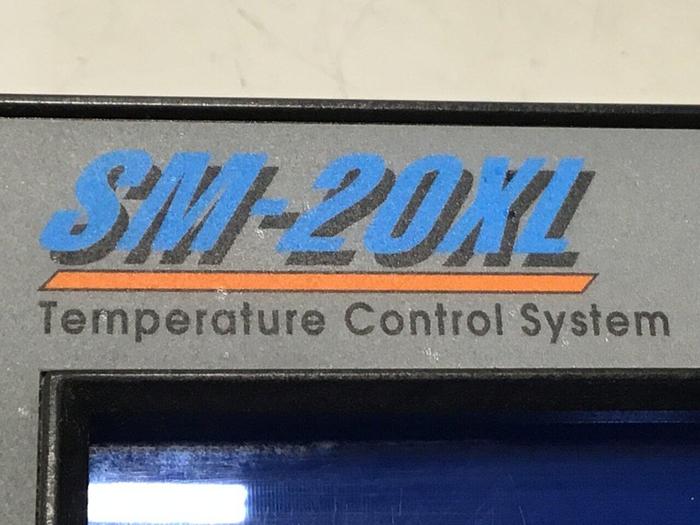 SM-20XL
Temperature Control System